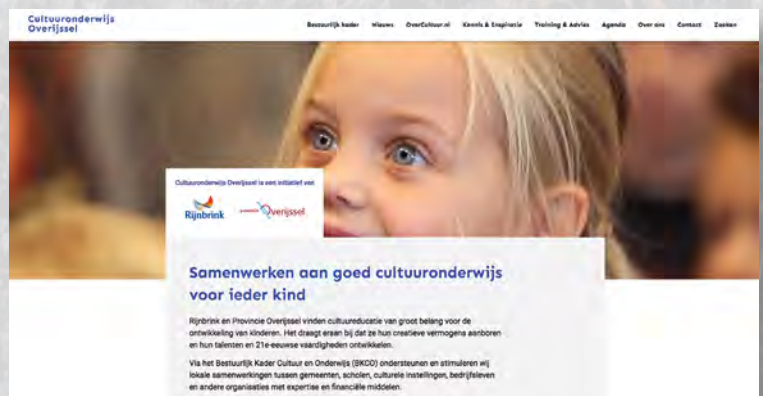 Cultuuronderwijs
Overijssel
Bestuurlijk kader Nieuws OverCultuur.nl Kennis & Inspiratie Training & Advies Agenda Over ons Contact Zoeken
Cultuuronderwijs Overijssel is een initiatief van
Rijnbrink
provincie Overijssel
Samenwerken aan goed cultuuronderwijs
voor ieder kind
Rijnbrink en Provincie Overijssel vinden cultuureducatie van groot belang voor de
ontwikkeling van kinderen. Het draagt eraan bij dat ze hun creatieve vermogens aanboren
en hun talenten en 21e-eeuwse vaardigheden ontwikkelen.
Via het Bestuurlijk Kader Cultuur en Onderwijs (BKCO) ondersteunen en stimuleren wij
lokale samenwerkingen tussen gemeenten, scholen, culturele instellingen, bedrijfsleven
en andere organisaties met expertise en financiële middelen.